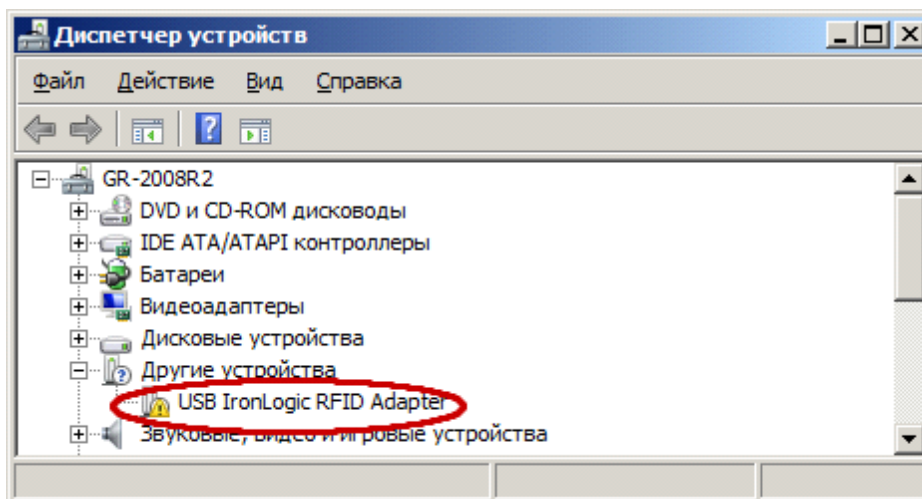 Диспетчер устройств
Файл Действие Вид Справка
GR-2008R2
DVD и CD-ROM дисководы
IDE ATA/ATAPI контроллеры
Батареи
Видеоадаптеры
Дисковые устройства
Другие устройства
USB IronLogic RFID Adapter
Звуковые, видео и игровые устройства